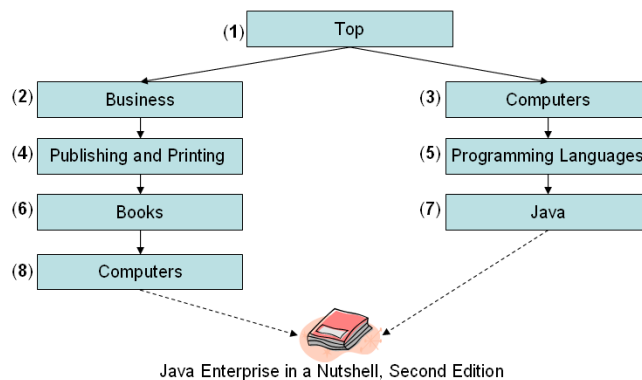 (1) Top
(2) Business
(3) Computers
(4) Publishing and Printing
(5) Programming Languages
(6) Books
(7) Java
(8) Computers
Java Enterprise in a Nutshell, Second Edition